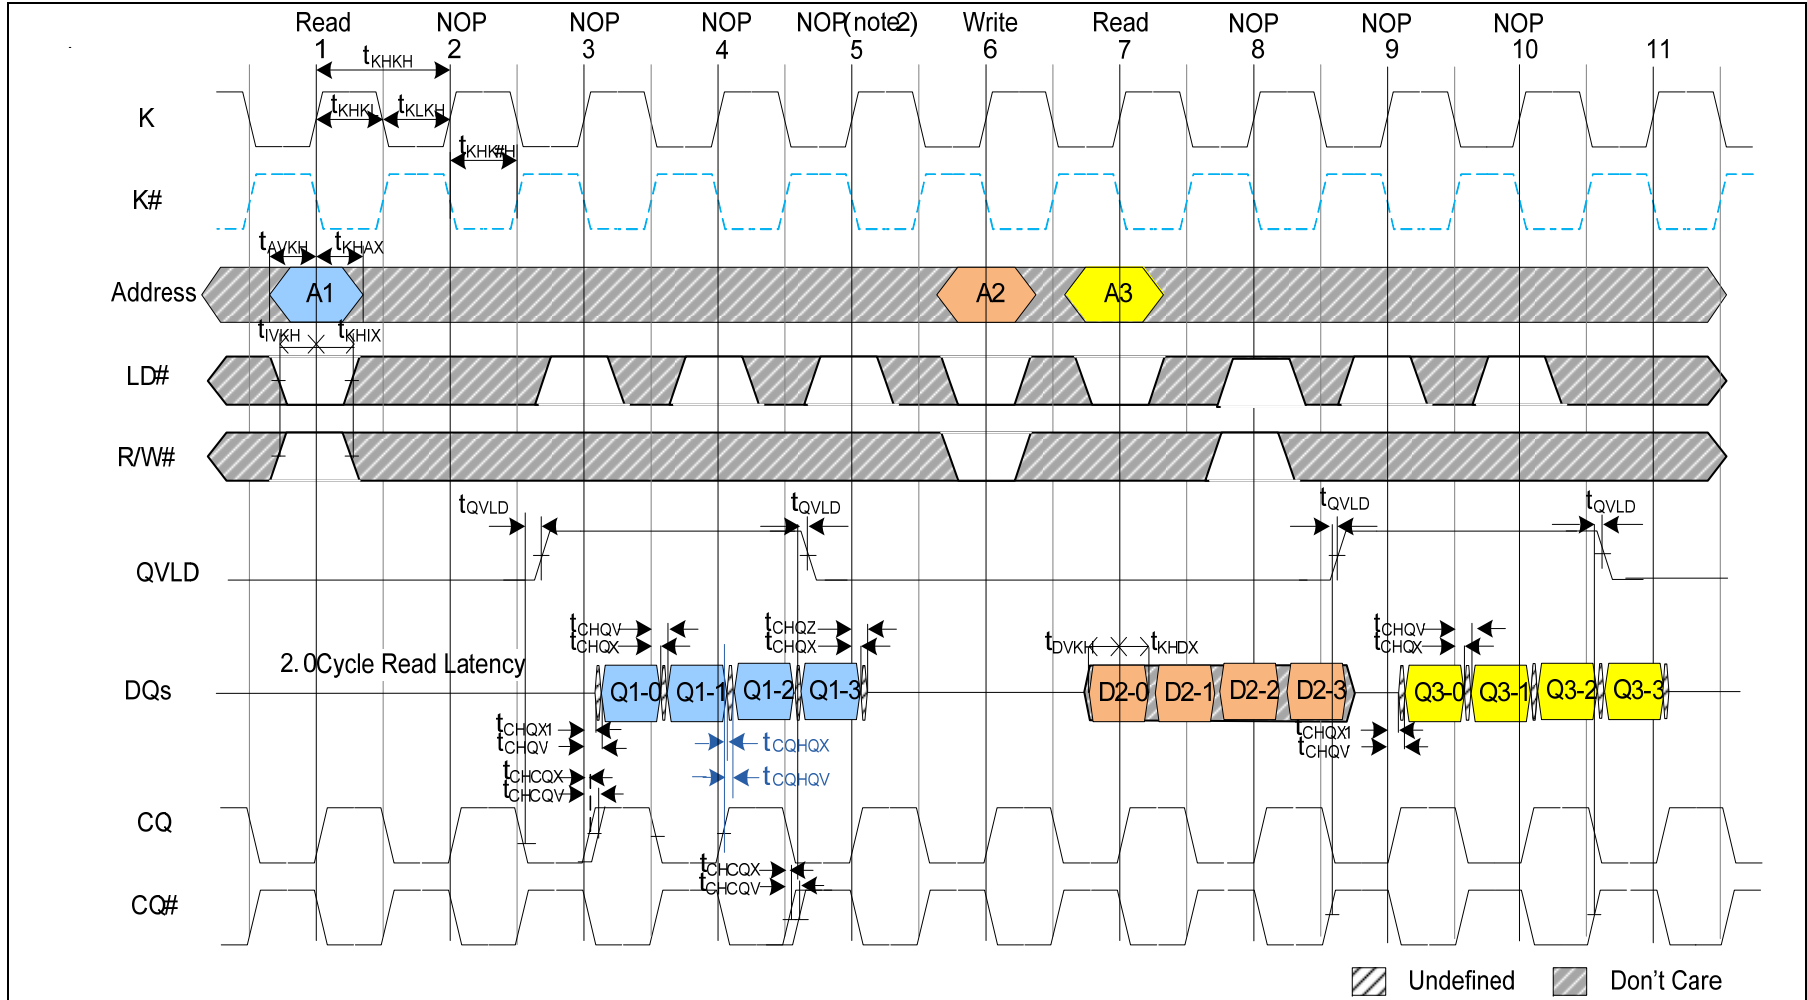 Read NOP NOP NOP NOP(note2) Write Read NOP NOP NOP
1 2 3 4 5 6 7 8 9 10 11
tKHKH
K tKHKL tKLKH
tKHK#H
K#
tAVKH tKHAX
Address A1 A2 A3
tIVKH tKHIX
LD#
R/W#
tQVLD tQVLD tQVLD tQVLD
QVLD
tCHQV tCHQZ tCHQV
tCHQX tCHQX tDVKH tKHDX tCHQX
2.0Cycle Read Latency
DQs Q1-0 Q1-1 Q1-2 Q1-3 D2-0 D2-1 D2-2 D2-3 Q3-0 Q3-1 Q3-2 Q3-3
tCHQX1 tCQHQX tCHQX1
tCHQV tCHQV
tCHCQX tCQHQV
tCHCQV
CQ
tCHCQX
tCHCQV
CQ#
Undefined Don't Care